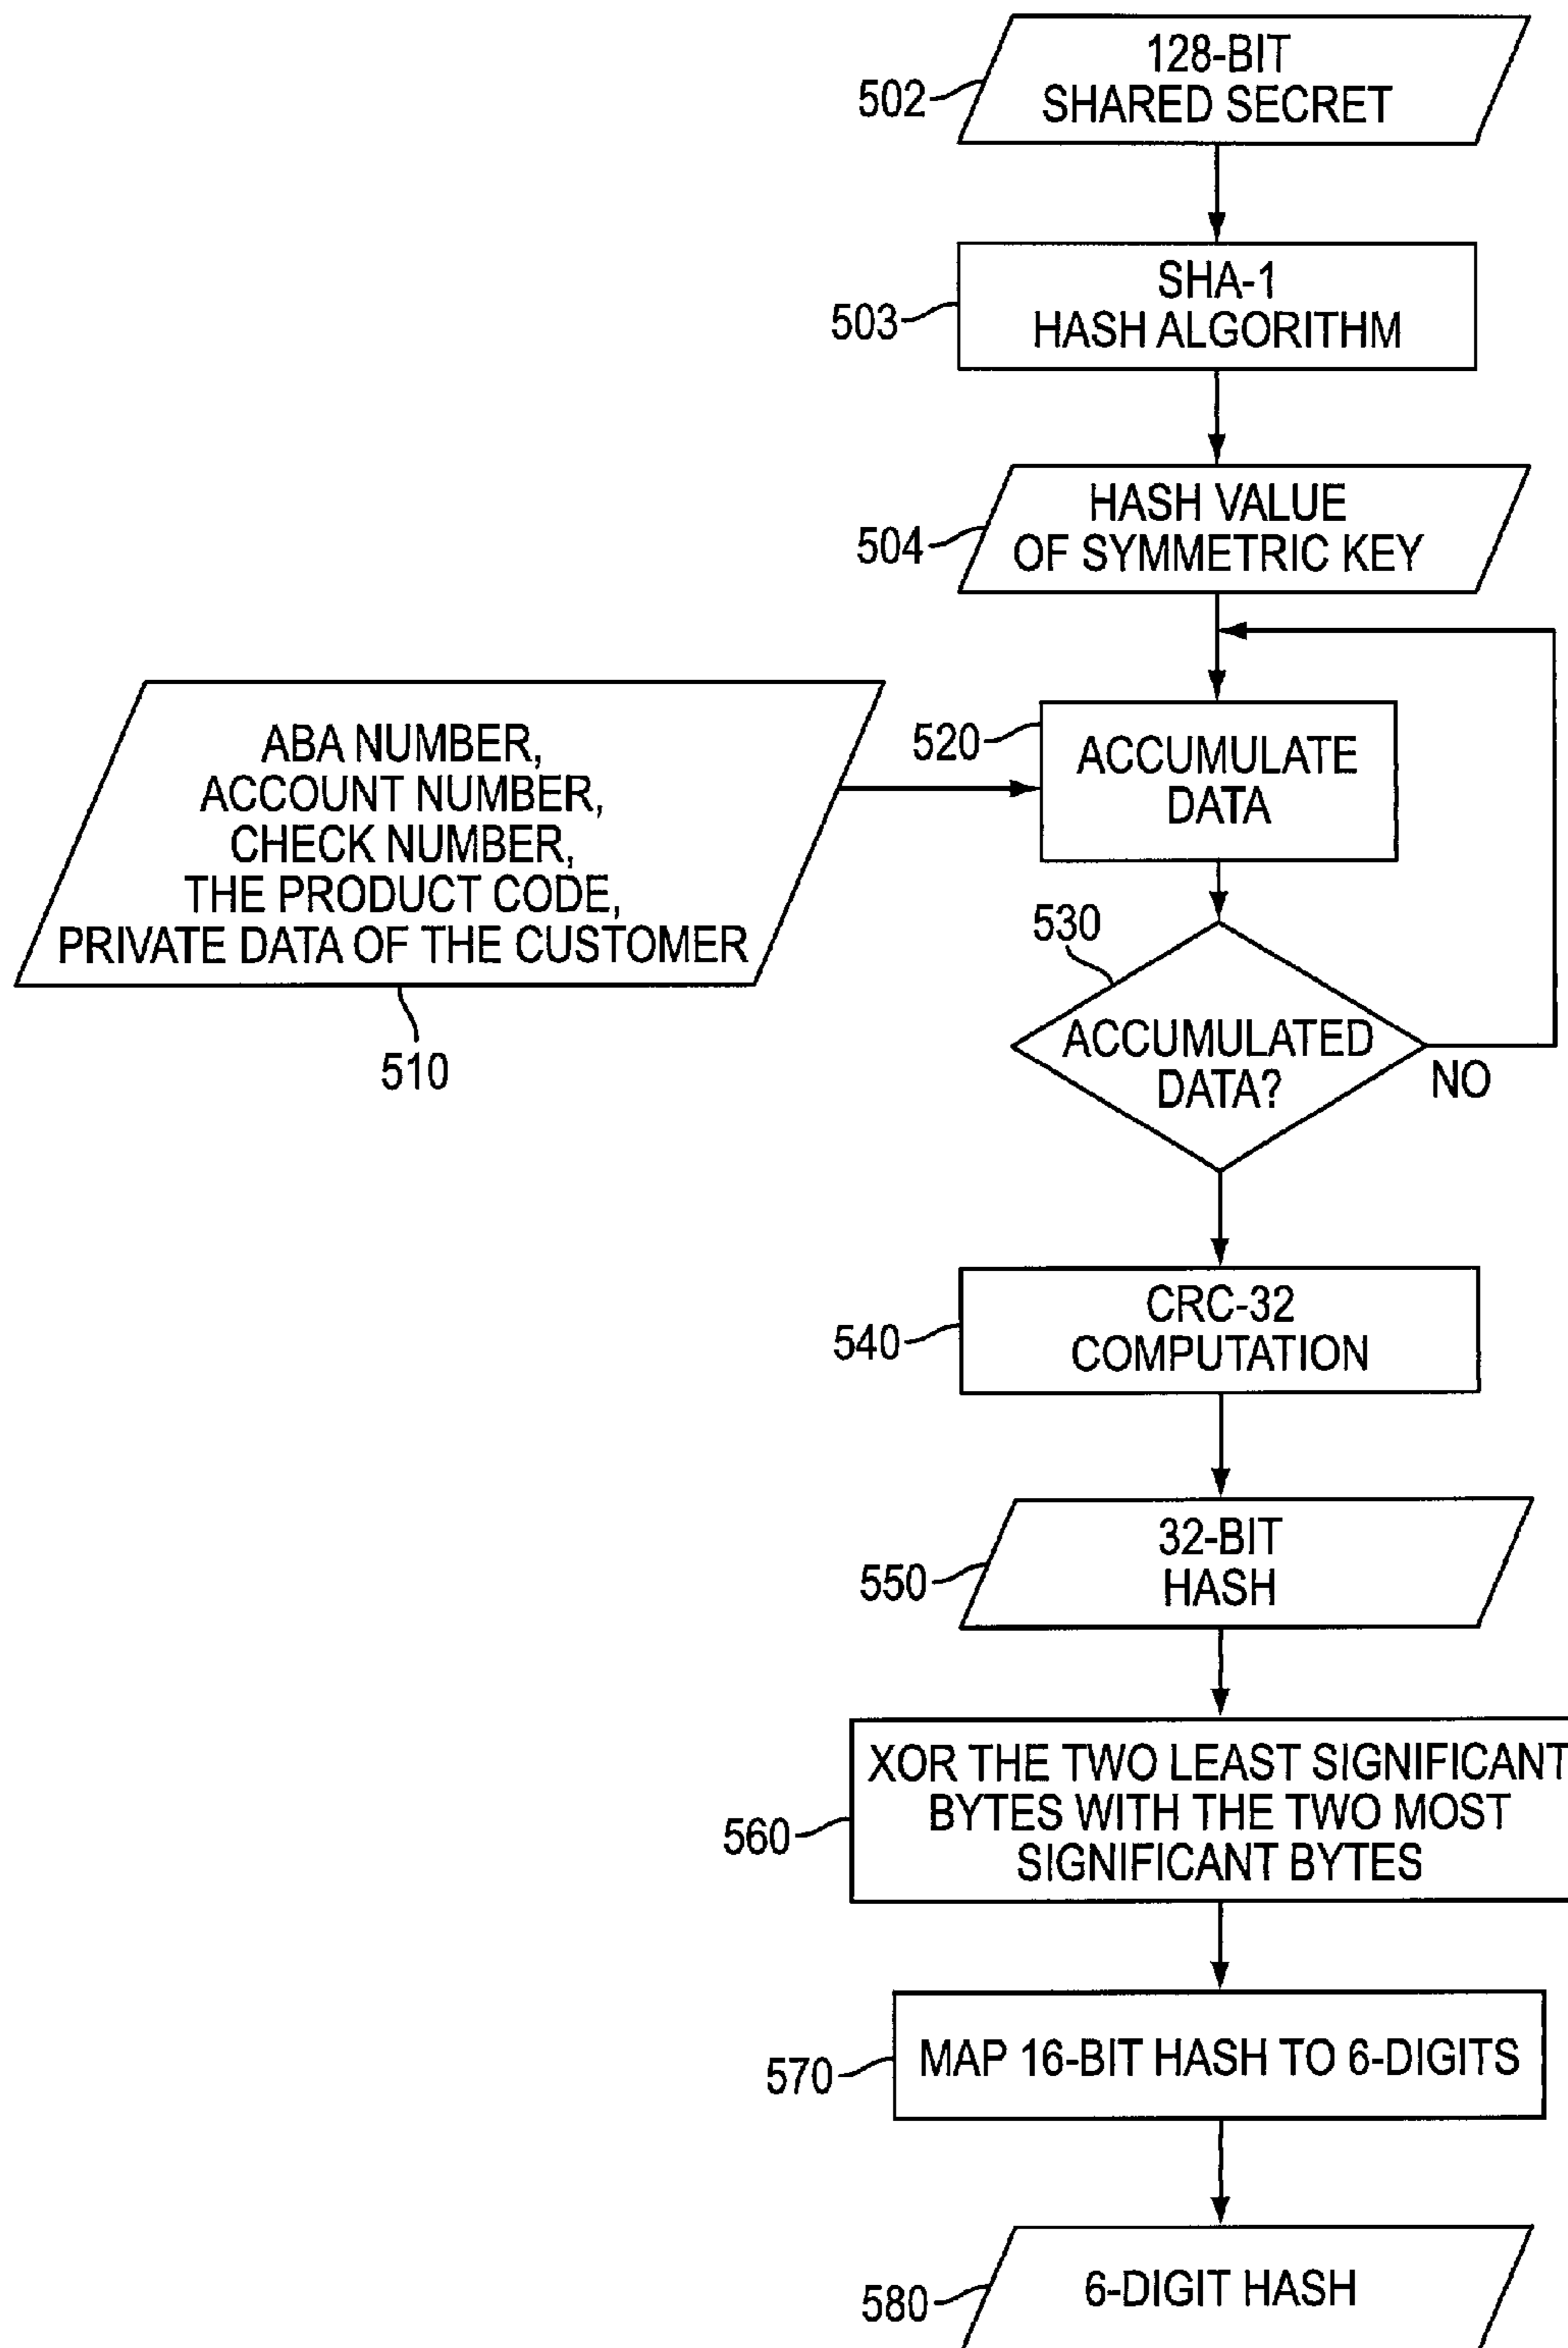 128-BIT
SHARED SECRET
502
SHA-1
HASH ALGORITHM
503
HASH VALUE
OF SYMMETRIC KEY
504
ABA NUMBER,
ACCOUNT NUMBER,
CHECK NUMBER,
THE PRODUCT CODE,
PRIVATE DATA OF THE CUSTOMER
510
520
ACCUMULATE
DATA
530
ACCUMULATED
DATA?
NO
CRC-32
COMPUTATION
540
32-BIT
HASH
550
XOR THE TWO LEAST SIGNIFICANT
BYTES WITH THE TWO MOST
SIGNIFICANT BYTES
560
MAP 16-BIT HASH TO 6-DIGITS
570
6-DIGIT HASH
580